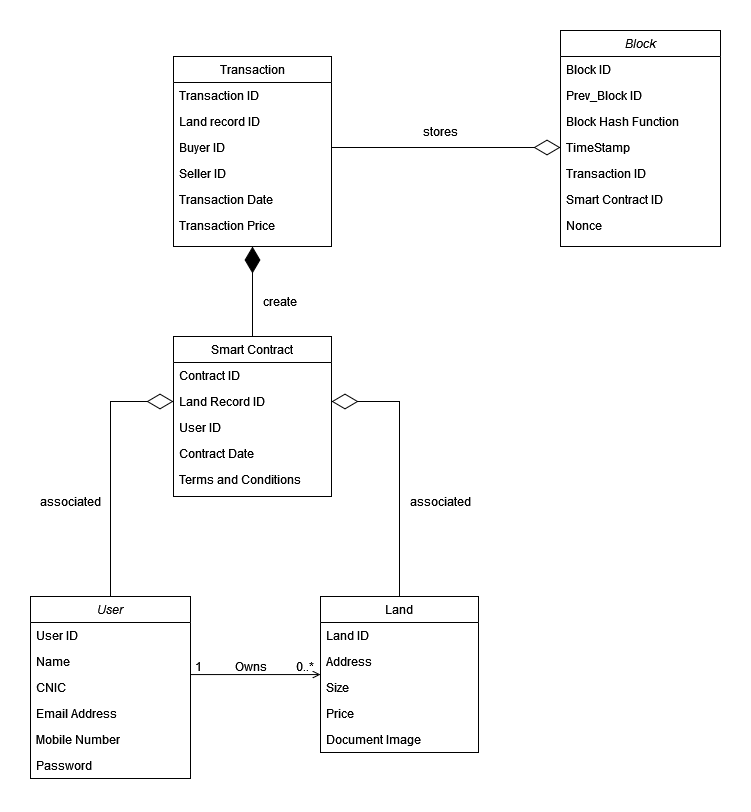 Block
Block ID
Prev_Block ID
Block Hash Function
TimeStamp
Transaction ID
Smart Contract ID
Nonce
Transaction
Transaction ID
Land record ID
Buyer ID
Seller ID
Transaction Date
Transaction Price
stores
create
Smart Contract
Contract ID
Land Record ID
User ID
Contract Date
Terms and Conditions
associated
associated
User
User ID
Name
CNIC
Email Address
Mobile Number
Password
1 Owns 0..*
Land
Land ID
Address
Size
Price
Document Image